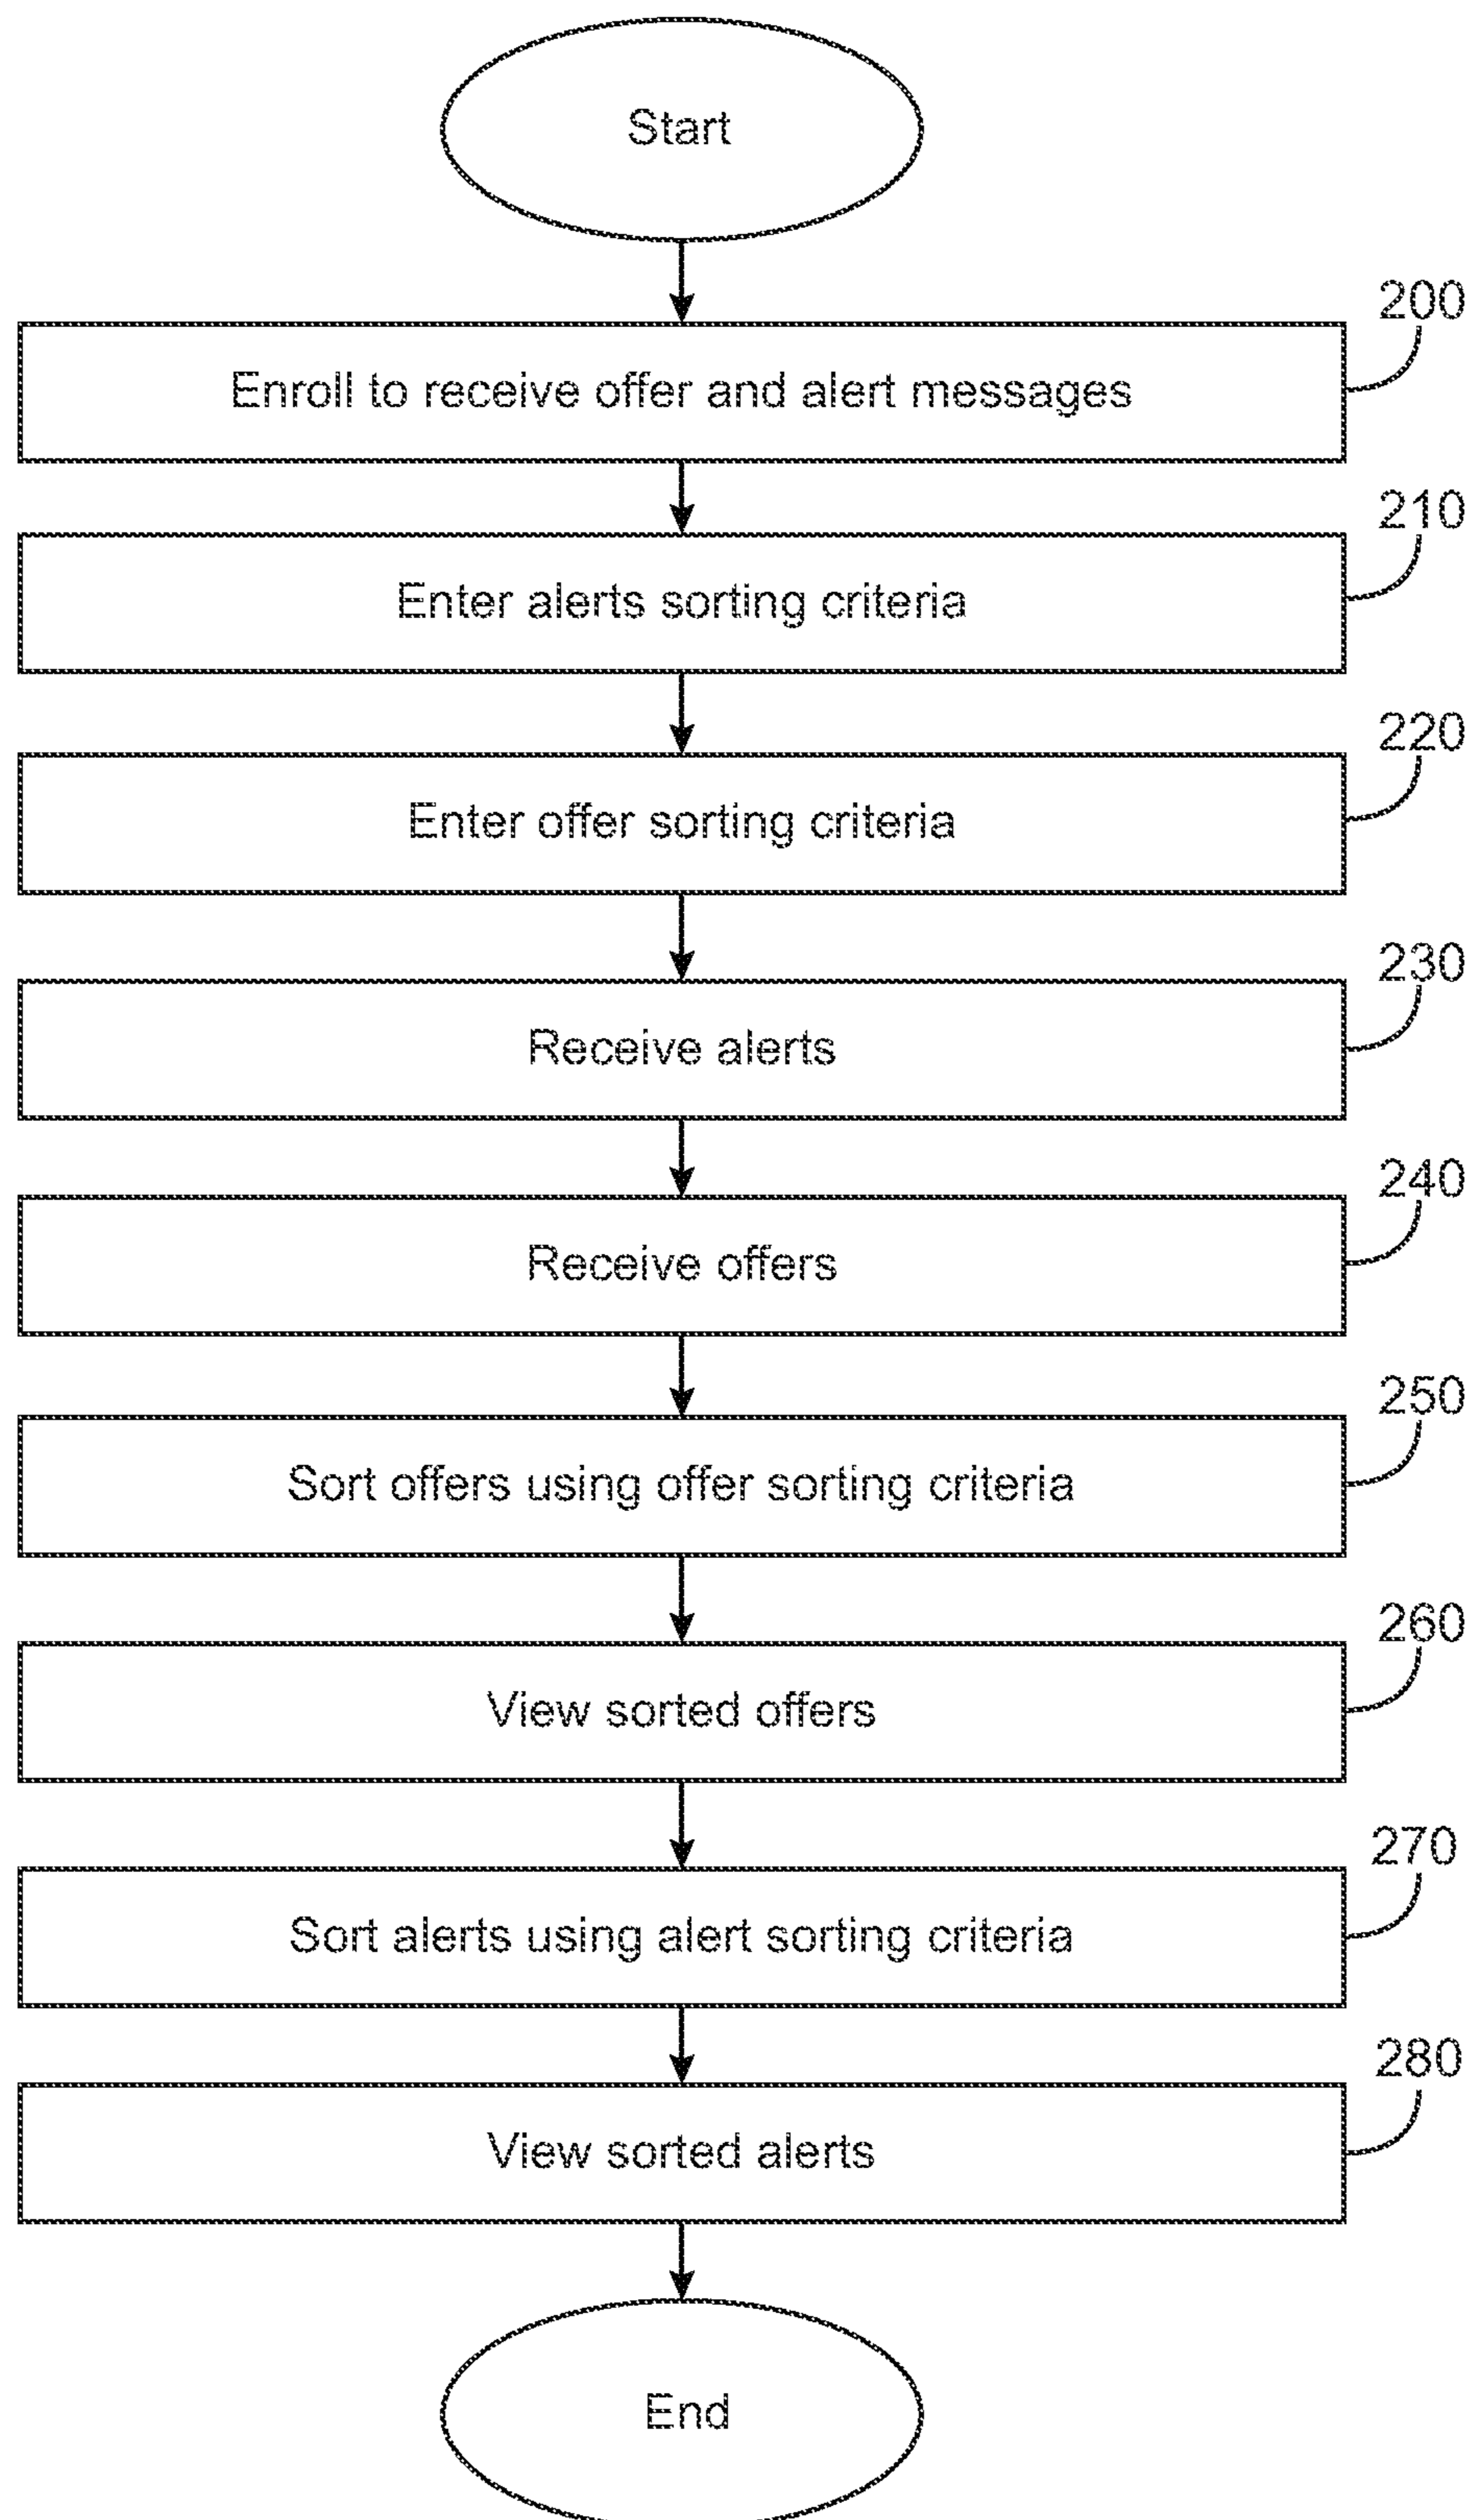 Start
200
Enroll to receive offer and alert messages
210
Enter alerts sorting criteria
220
Enter offer sorting criteria
230
Receive alerts
240
Receive offers
250
Sort offers using offer sorting criteria
260
View sorted offers
270
Sort alerts using alert sorting criteria
280
View sorted alerts
End